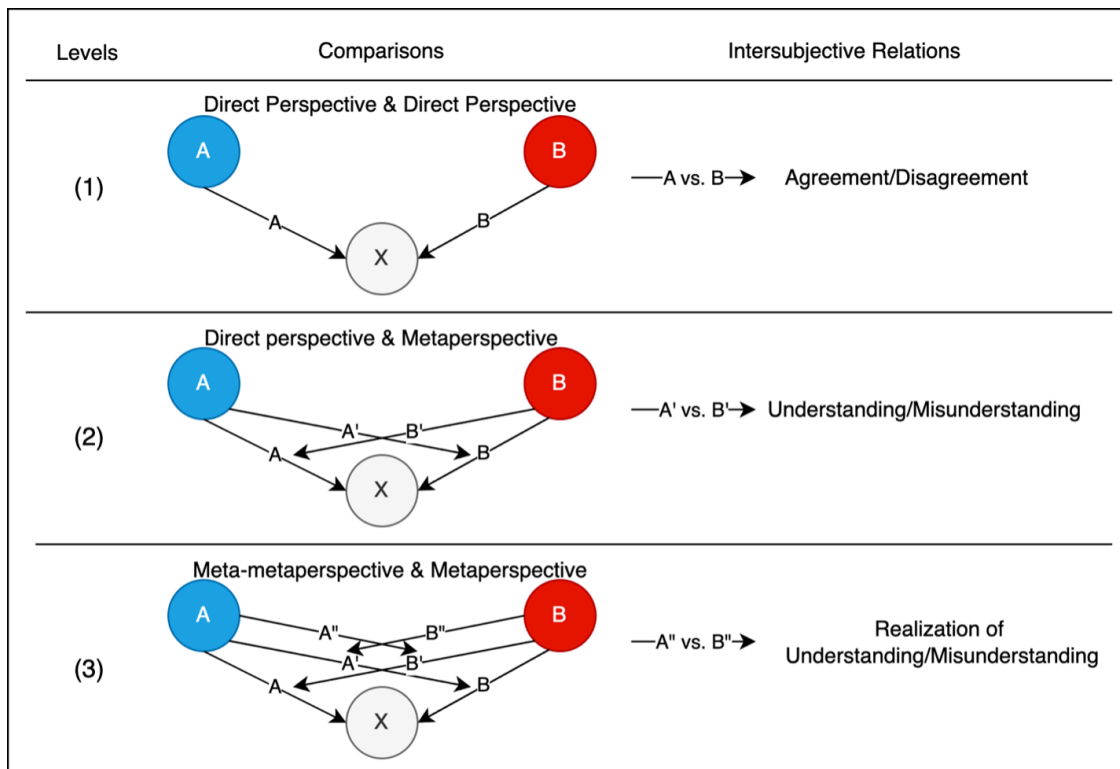 Levels
Comparisons
Intersubjective Relations
Direct Perspective & Direct Perspective
A
B
(1)
A
B
X
A vs. B
Agreement/Disagreement
Direct perspective & Metaperspective
A
B
(2)
A'
B'
A
B
X
A' vs. B'
Understanding/Misunderstanding
Meta-metaperspective & Metaperspective
A
B
(3)
A"
B"
A'
B'
A
B
X
A" vs. B"
Realization of
Understanding/Misunderstanding